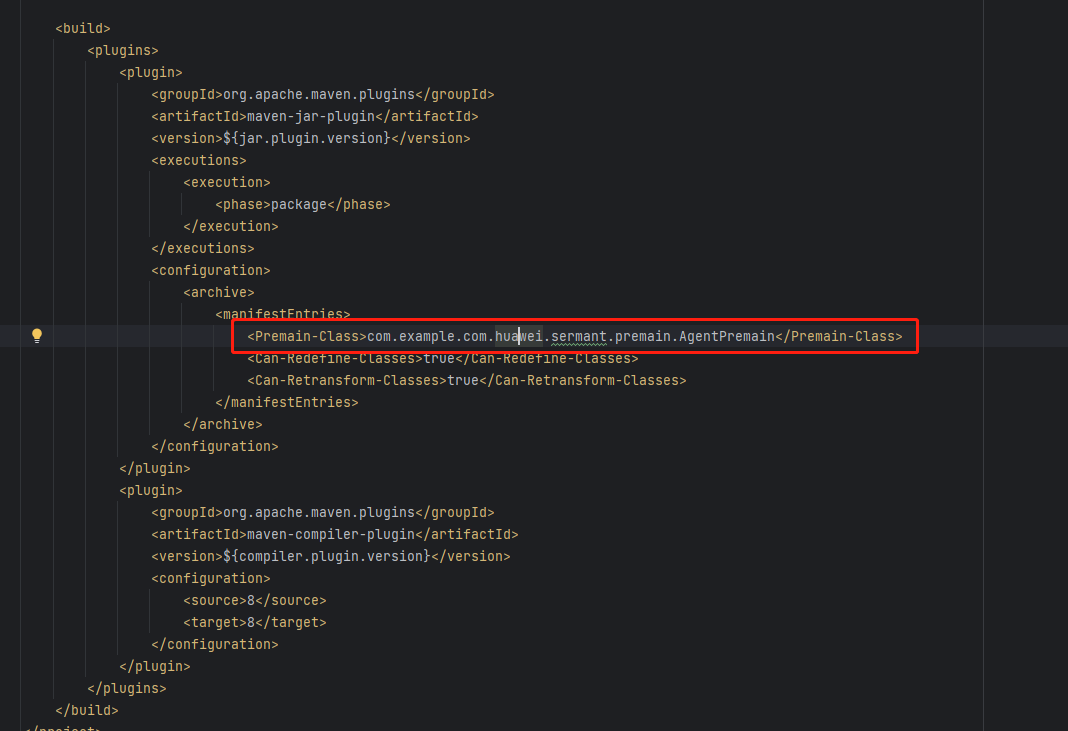 <build>
<plugins>
<plugin>
<groupId>org.apache.maven.plugins</groupId>
<artifactId>maven-jar-plugin</artifactId>
<version>${jar.plugin.version}</version>
<executions>
<execution>
<phase>package</phase>
</execution>
</executions>
<configuration>
<archive>
<manifestEntries>
<Premain-Class>com.example.com.huawei.sermant.premain.AgentPremain</Premain-Class>
<Can-Redefine-Classes>true</Can-Redefine-Classes>
<Can-Retransform-Classes>true</Can-Retransform-Classes>
</manifestEntries>
</archive>
</configuration>
</plugin>
<plugin>
<groupId>org.apache.maven.plugins</groupId>
<artifactId>maven-compiler-plugin</artifactId>
<version>${compiler.plugin.version}</version>
<configuration>
<source>8</source>
<target>8</target>
</configuration>
</plugin>
</plugins>
</build>
</project>